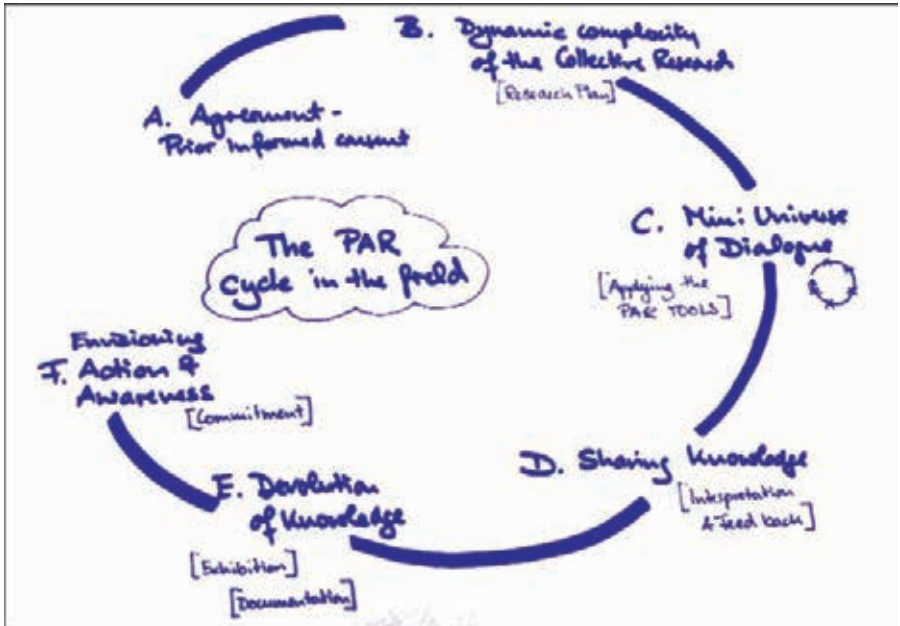 B. Dynamic complexity
of the Collective Research
[Research Plan]
A. Agreement -
Prior informed consent
C. Mini Universe
of Dialogue
[Applying the
PAR TOOLS]
The PAR
cycle in the field
Envisioning
F. Action &
Awareness
[Commitment]
D. Sharing Knowledge
[Interpretation
& feed back]
E. Devolution
of Knowledge
[Exhibition]
[Documentation]